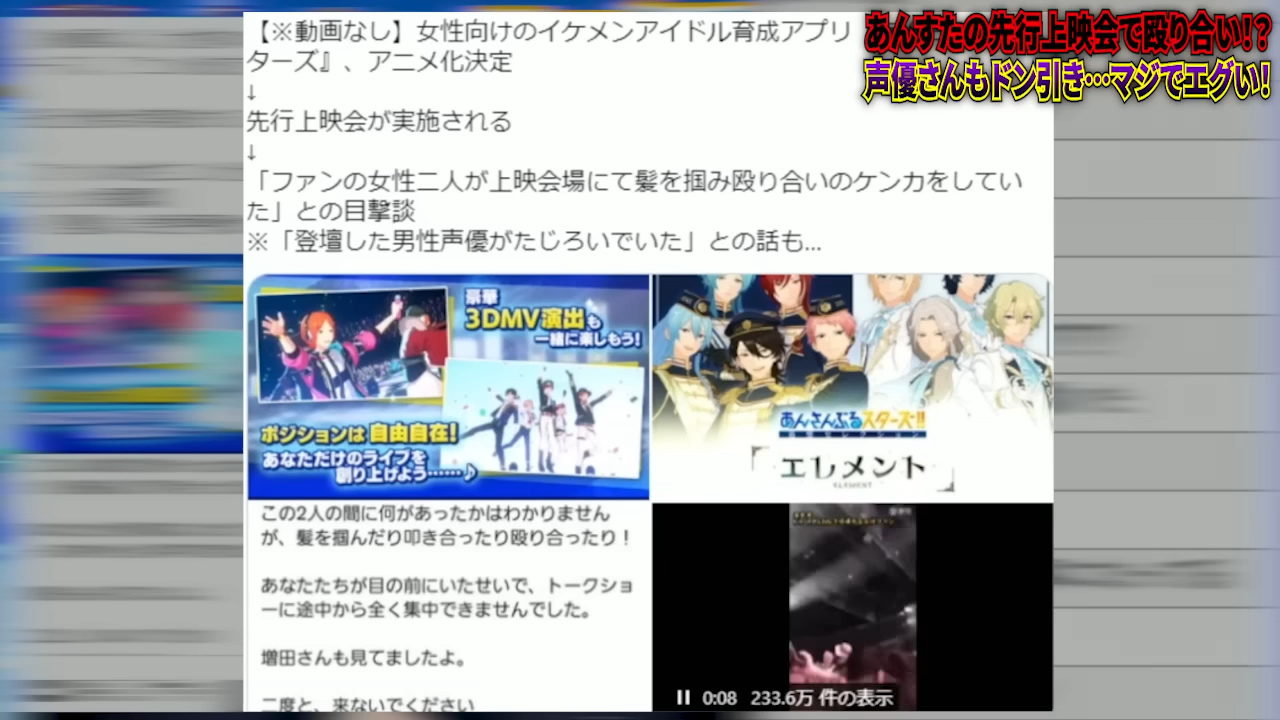 あんすたの先行上映会で殴り合い!?
声優さんもドン引き…マジでエグい!
【※動画なし】女性向けのイケメンアイドル育成アプリ
ターズ』、アニメ化決定
↓
先行上映会が実施される
↓
「ファンの女性二人が上映会場にて髪を掴み殴り合いのケンカをしてい
た」との目撃談
※「登壇した男性声優がたじろいでいた」との話も...
豪華
3DMV演出も
一緒に楽しもう!
ポジションは自由自在!
あなただけのライブを
創り上げよう……♪
あんさんぶるスターズ!!
エレメント
ELEMENT
この2人の間に何があったかはわかりません
が、髪を掴んだり叩き合ったり殴り合ったり！
あなたたちが目の前にいたせいで、トークショ
ーに途中から全く集中できませんでした。
増田さんも見てましたよ。
二度と、来ないでください
0:08 233.6万 件の表示